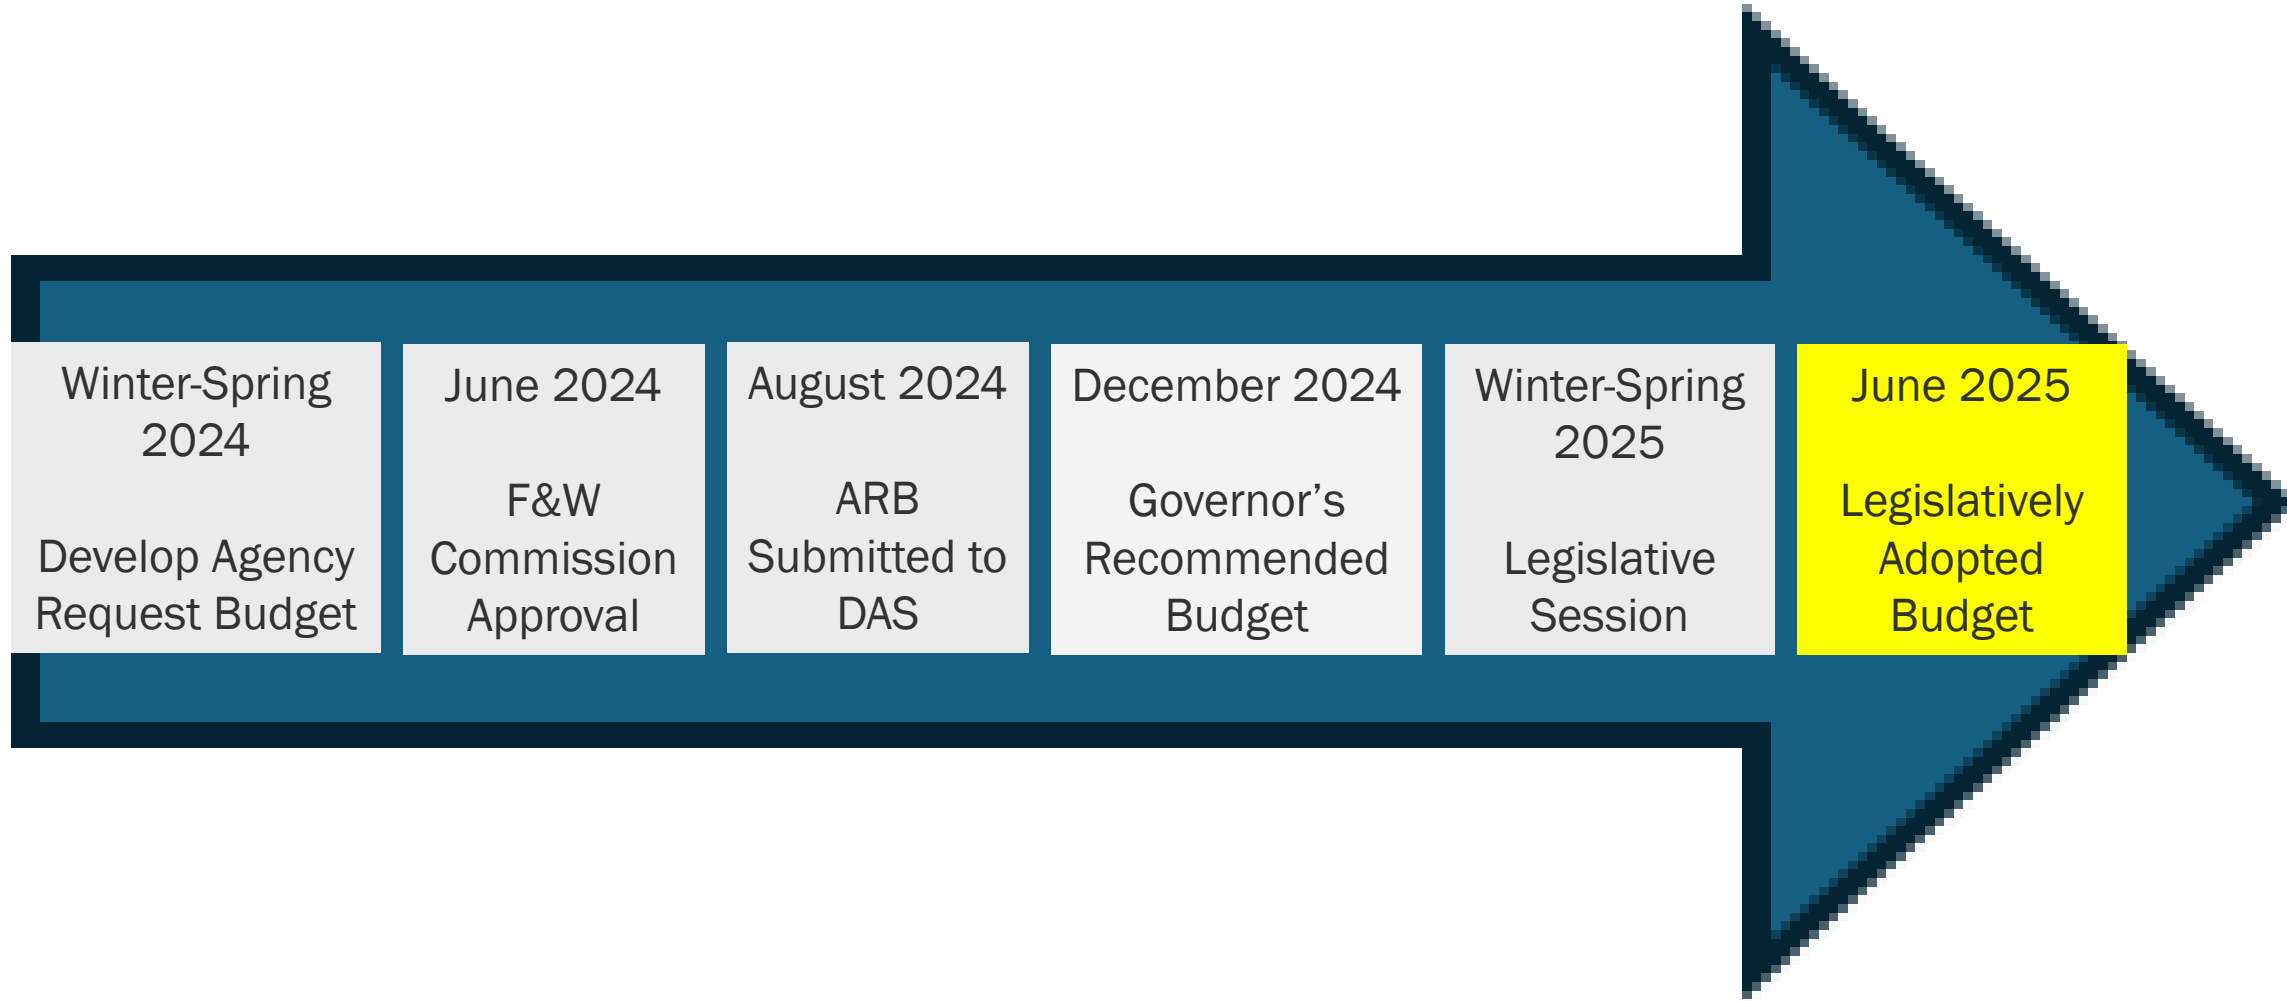 Winter-Spring
2024
Develop Agency
Request Budget
June 2024
F&W
Commission
Approval
August 2024
ARB
Submitted to
DAS
December 2024
Governor’s
Recommended
Budget
Winter-Spring
2025
Legislative
Session
June 2025
Legislatively
Adopted
Budget